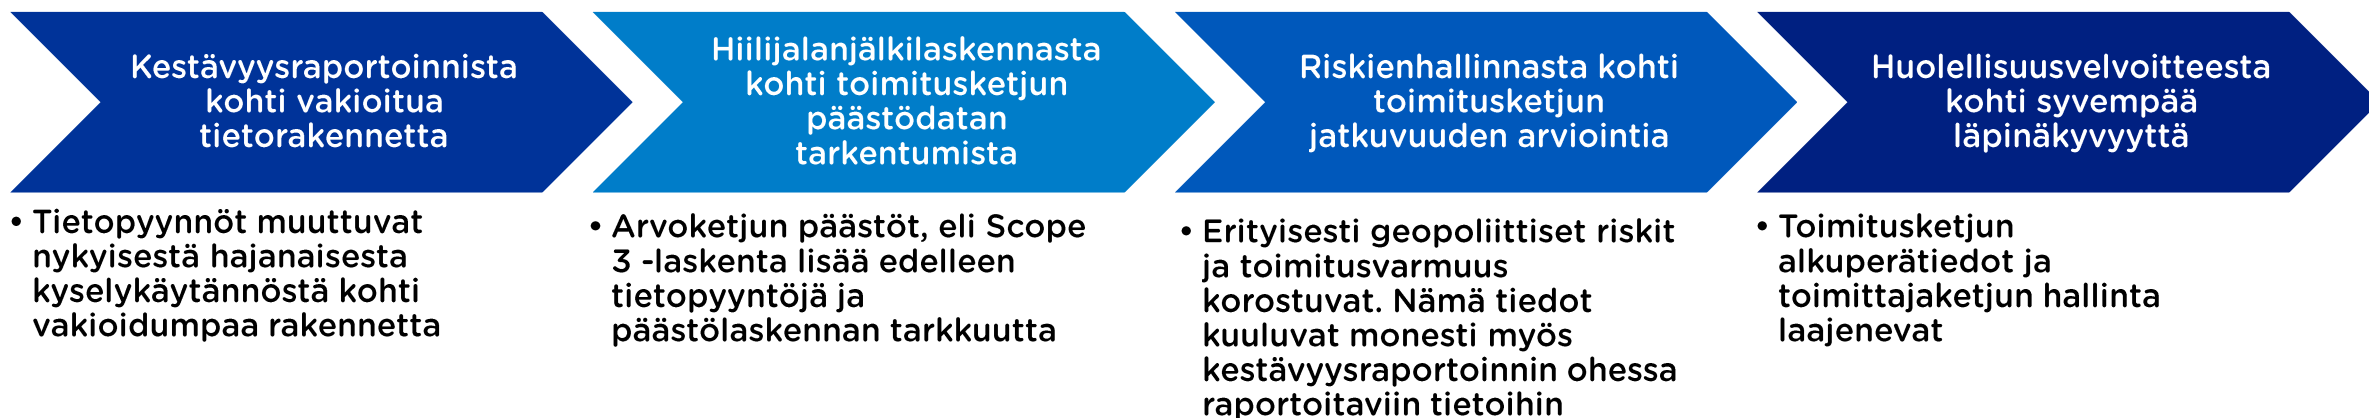 Kestävyysraportoinnista
kohti vakioitua
tietorakennetta
• Tietopyynnöt muuttuvat
nykyisestä hajanaisesta
kyselykäytännöstä kohti
vakioidumpaa rakennetta
Hiilijalanjälkilaskennasta
kohti toimitusketjun
päästödatan
tarkentumista
• Arvoketjun päästöt, eli Scope
3 -laskenta lisää edelleen
tietopyyntöjä ja
päästölaskennan tarkkuutta
Riskienhallinnasta kohti
toimitusketjun
jatkuvuuden arviointia
• Erityisesti geopoliittiset riskit
ja toimitusvarmuus
korostuvat. Nämä tiedot
kuuluvat monesti myös
kestävyysraportoinnin ohessa
raportoitaviin tietoihin
Huolellisuusvelvoitteesta
kohti syvempää
läpinäkyvyyttä
• Toimitusketjun
alkuperätiedot ja
toimittajaketjun hallinta
laajenevat